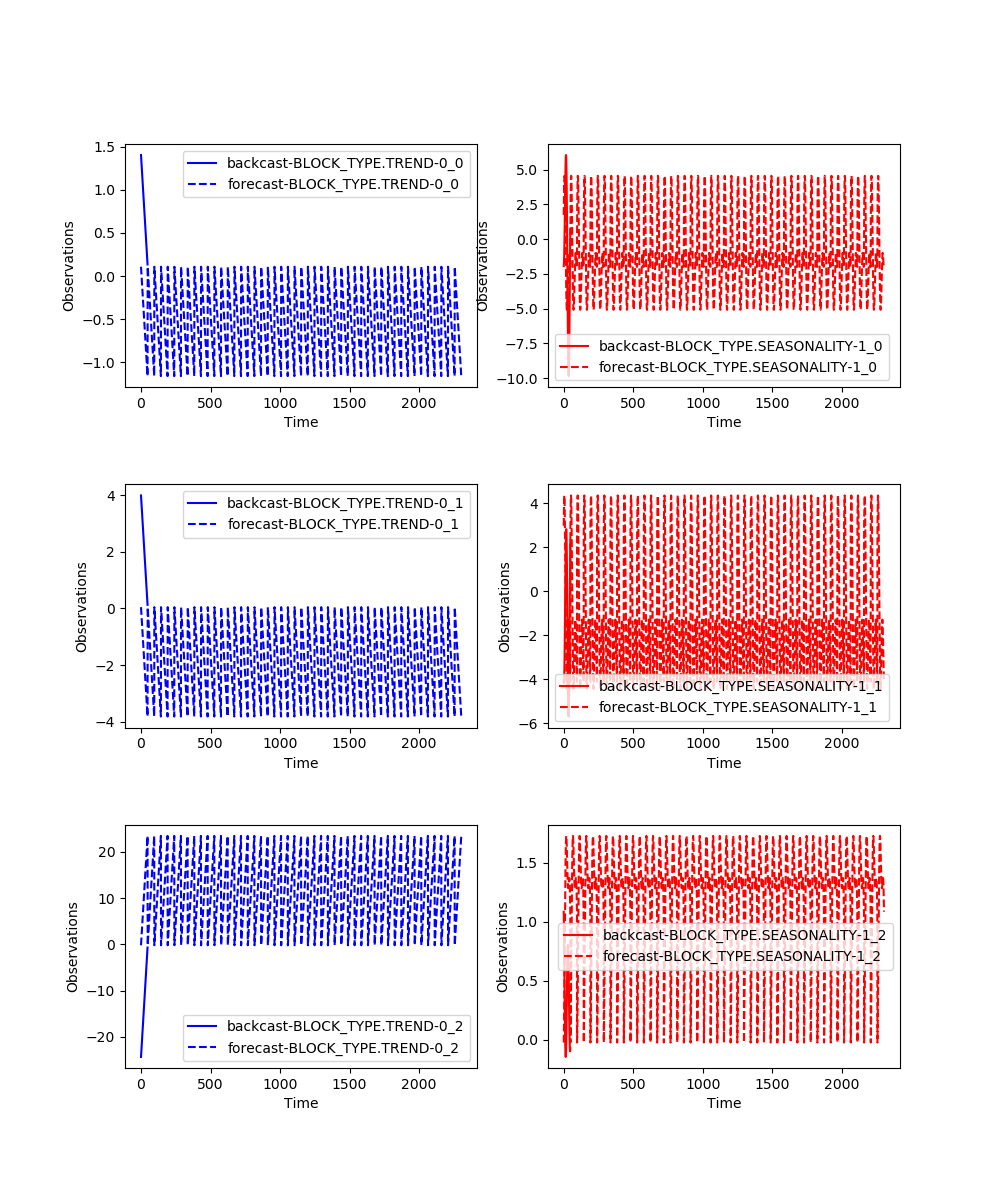 1.5
1.0
0.5
0.0
−0.5
−1.0
Observations
backcast-BLOCK_TYPE.TREND-0_0
forecast-BLOCK_TYPE.TREND-0_0
0
500
1000
1500
2000
Time
5.0
2.5
0.0
−2.5
−5.0
−7.5
−10.0
Observations
backcast-BLOCK_TYPE.SEASONALITY-1_0
forecast-BLOCK_TYPE.SEASONALITY-1_0
0
500
1000
1500
2000
Time
4
2
0
−2
−4
Observations
backcast-BLOCK_TYPE.TREND-0_1
forecast-BLOCK_TYPE.TREND-0_1
0
500
1000
1500
2000
Time
4
2
0
−2
−4
−6
Observations
backcast-BLOCK_TYPE.SEASONALITY-1_1
forecast-BLOCK_TYPE.SEASONALITY-1_1
0
500
1000
1500
2000
Time
20
10
0
−10
−20
Observations
backcast-BLOCK_TYPE.TREND-0_2
forecast-BLOCK_TYPE.TREND-0_2
0
500
1000
1500
2000
Time
1.5
1.0
0.5
0.0
Observations
backcast-BLOCK_TYPE.SEASONALITY-1_2
forecast-BLOCK_TYPE.SEASONALITY-1_2
0
500
1000
1500
2000
Time